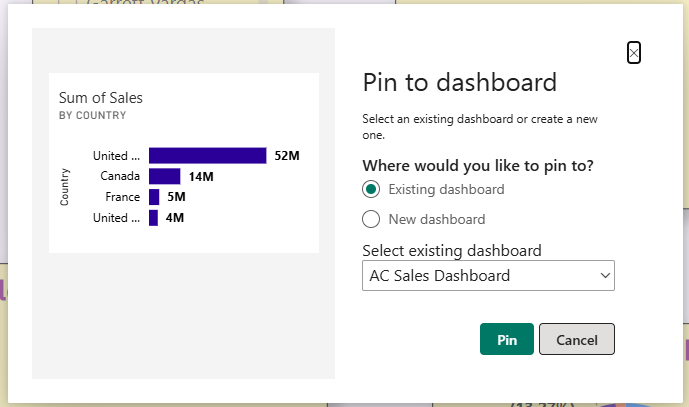 Garrett Vargas
Sum of Sales
BY COUNTRY
Country
United ... 52M
Canada 14M
France 5M
United ... 4M
Pin to dashboard
Select an existing dashboard or create a new
one.
Where would you like to pin to?
Existing dashboard
New dashboard
Select existing dashboard
AC Sales Dashboard
Pin Cancel